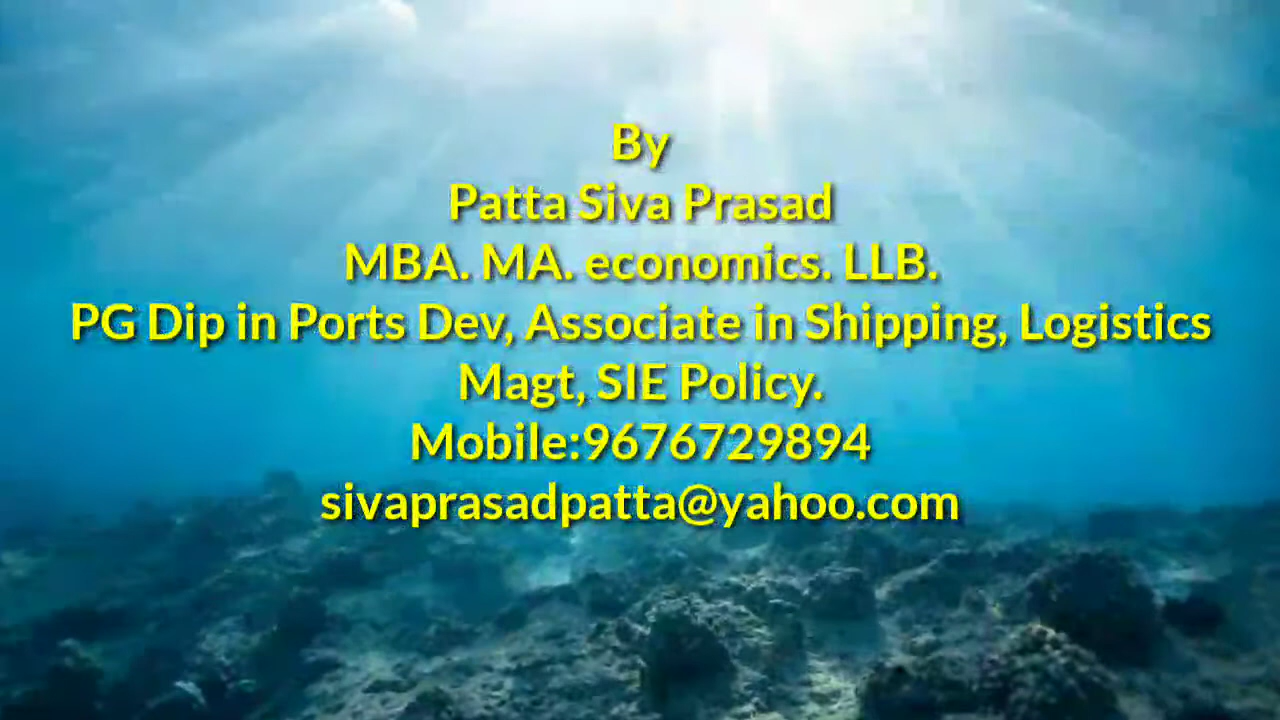 By
Patta Siva Prasad
MBA. MA. economics. LLB.
PG Dip in Ports Dev, Associate in Shipping, Logistics
Magt, SIE Policy.
Mobile:9676729894
sivaprasadpatta@yahoo.com